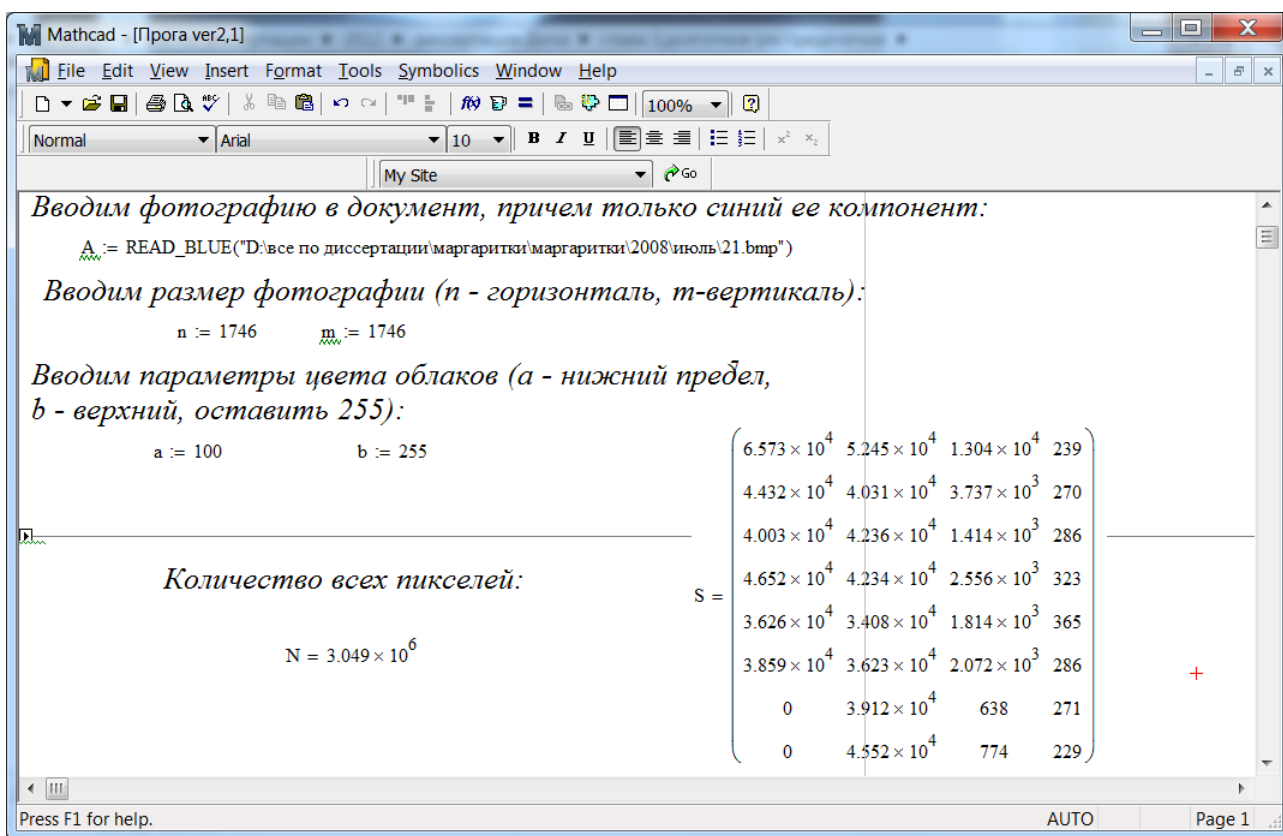 Mathcad - [Прога ver2,1]
File Edit View Insert Format Tools Symbolics Window Help
100%
Normal Arial 10 B I U
My Site Go
Вводим фотографию в документ, причем только синий ее компонент:
A := READ_BLUE("D:\все по диссертации\маргаритки\маргаритки\2008\июль\21.bmp")
Вводим размер фотографии (n - горизонталь, m-вертикаль):
n := 1746 m := 1746
Вводим параметры цвета облаков (a - нижний предел,
b - верхний, оставить 255):
a := 100 b := 255
Количество всех пикселей:
N = 3.049 × 10^6
S =
6.573 × 10^4 5.245 × 10^4 1.304 × 10^4 239
4.432 × 10^4 4.031 × 10^4 3.737 × 10^3 270
4.003 × 10^4 4.236 × 10^4 1.414 × 10^3 286
4.652 × 10^4 4.234 × 10^4 2.556 × 10^3 323
3.626 × 10^4 3.408 × 10^4 1.814 × 10^3 365
3.859 × 10^4 3.623 × 10^4 2.072 × 10^3 286
0 3.912 × 10^4 638 271
0 4.552 × 10^4 774 229
Press F1 for help. AUTO Page 1